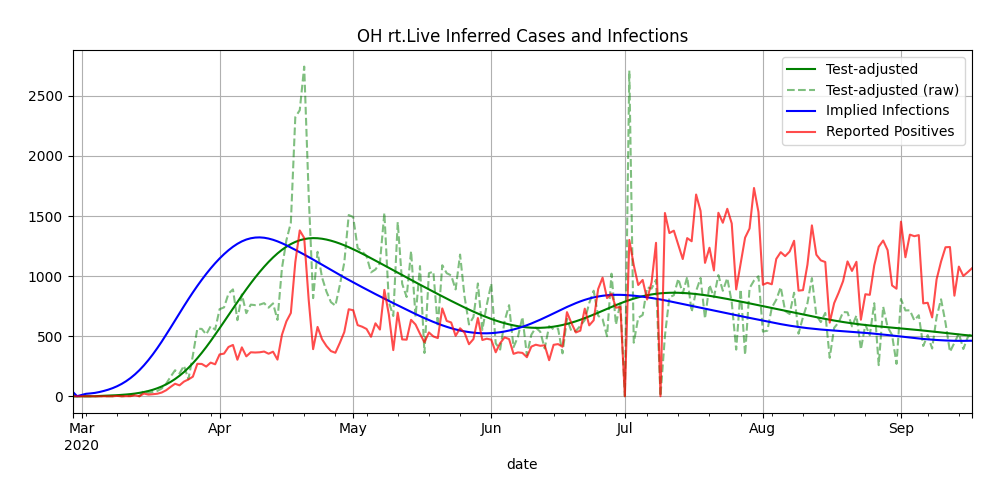 OH rt.Live Inferred Cases and Infections
Test-adjusted
Test-adjusted (raw)
Implied Infections
Reported Positives
2500
2000
1500
1000
500
0
Mar Apr May Jun Jul Aug Sep
2020
date